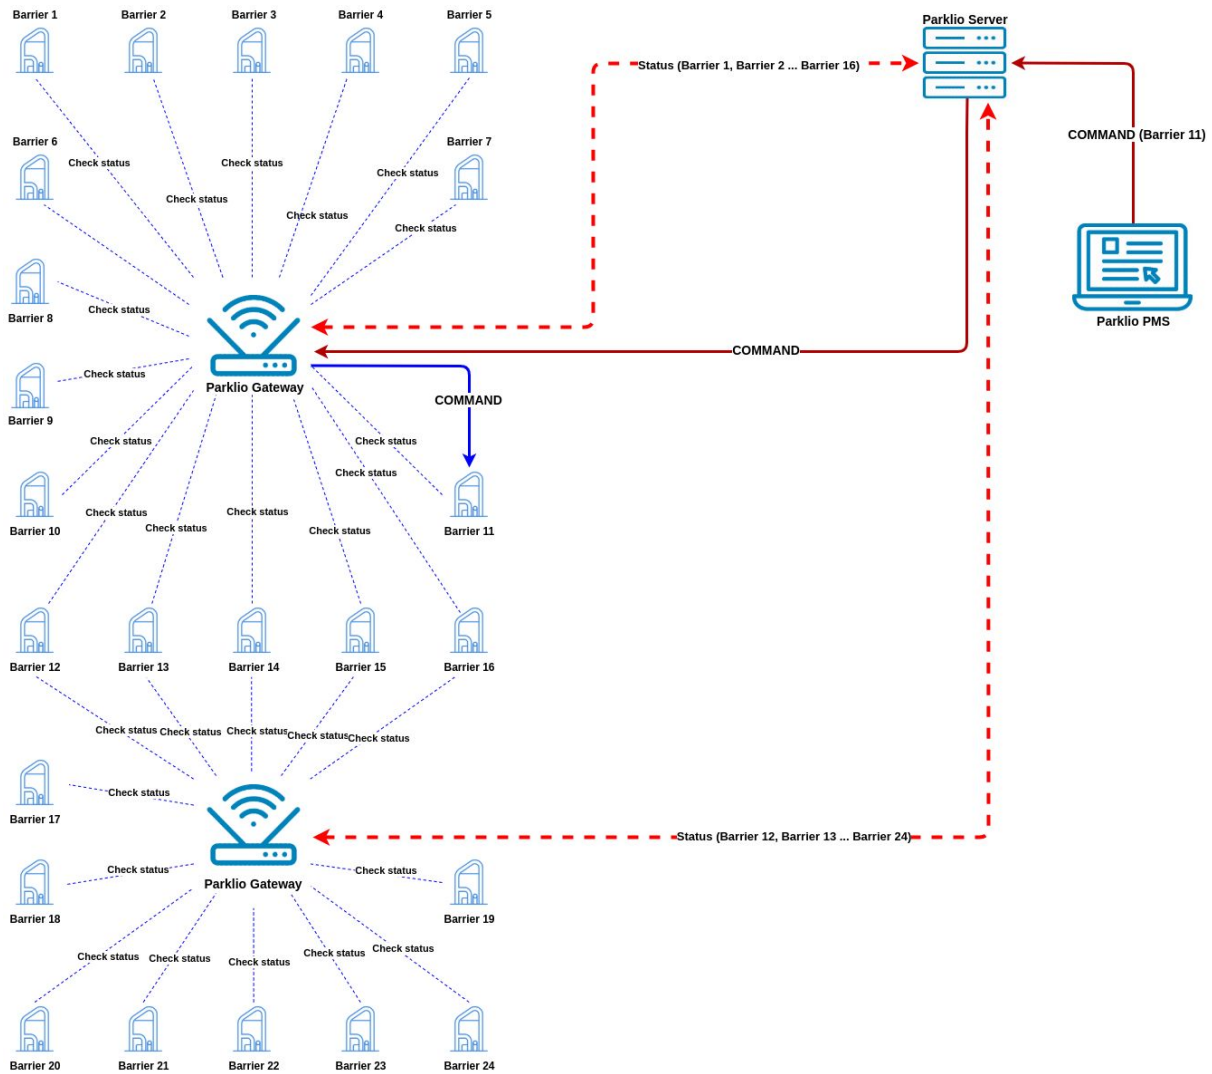 Barrier 1
Barrier 2
Barrier 3
Barrier 4
Barrier 5
Parklio Server
Status (Barrier 1, Barrier 2 ... Barrier 16)
COMMAND (Barrier 11)
Barrier 6
Barrier 7
Check status
Check status
Check status
Check status
Check status
Check status
Barrier 8
Check status
Parklio PMS
COMMAND
Check status
Parklio Gateway
Barrier 9
COMMAND
Check status
Check status
Check status
Check status
Check status
Check status
Check status
Barrier 10
Barrier 11
Barrier 12
Barrier 13
Barrier 14
Barrier 15
Barrier 16
Check status
Check status
Check status
Check status
Check status
Check status
Barrier 17
Status (Barrier 12, Barrier 13 ... Barrier 24)
Check status
Check status
Parklio Gateway
Barrier 18
Barrier 19
Check status
Check status
Check status
Check status
Check status
Barrier 20
Barrier 21
Barrier 22
Barrier 23
Barrier 24